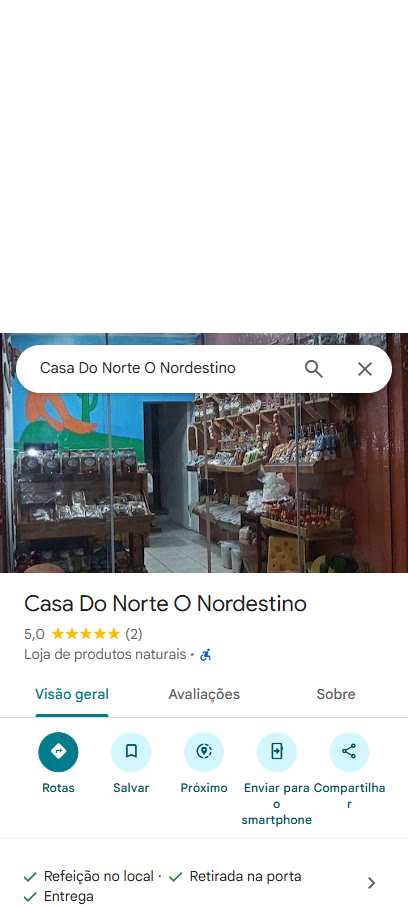 Casa Do Norte O Nordestino
Casa Do Norte O Nordestino
5,0 (2)
Loja de produtos naturais ·
Visão geral Avaliações Sobre
Rotas Salvar Próximo Enviar para o smartphone Compartilhar
Refeição no local · Retirada na porta
Entrega